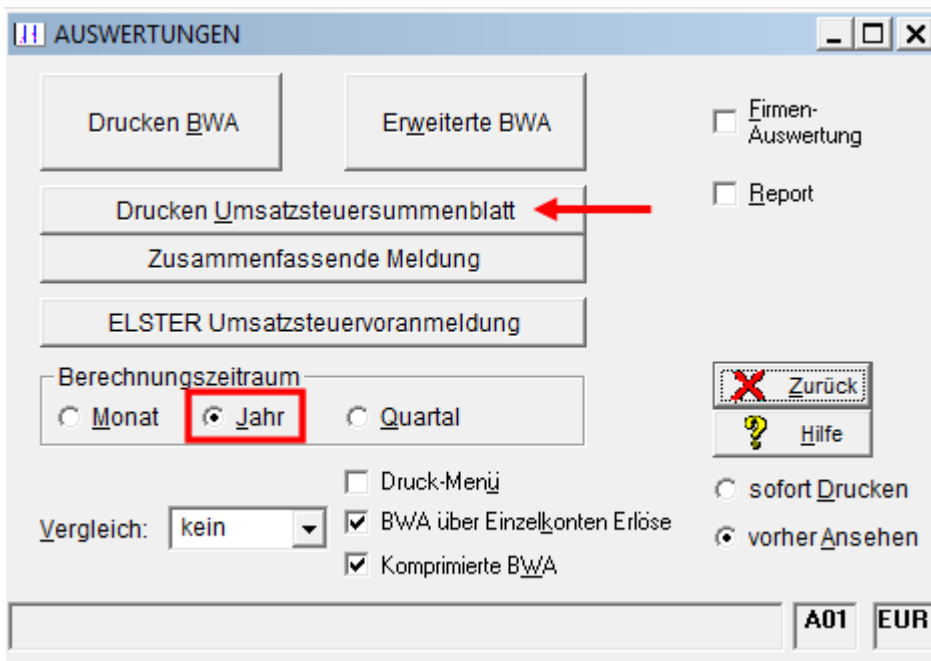 AUSWERTUNGEN
Drucken BWA
Erweiterte BWA
Firmen-
Auswertung
Drucken Umsatzsteuersummenblatt
Report
Zusammenfassende Meldung
ELSTER Umsatzsteuervoranmeldung
Berechnungszeitraum
Monat
Jahr
Quartal
Zurück
Hilfe
Druck-Menü
sofort Drucken
Vergleich:
kein
BWA über Einzelkonten Erlöse
vorher Ansehen
Komprimierte BWA
A01
EUR